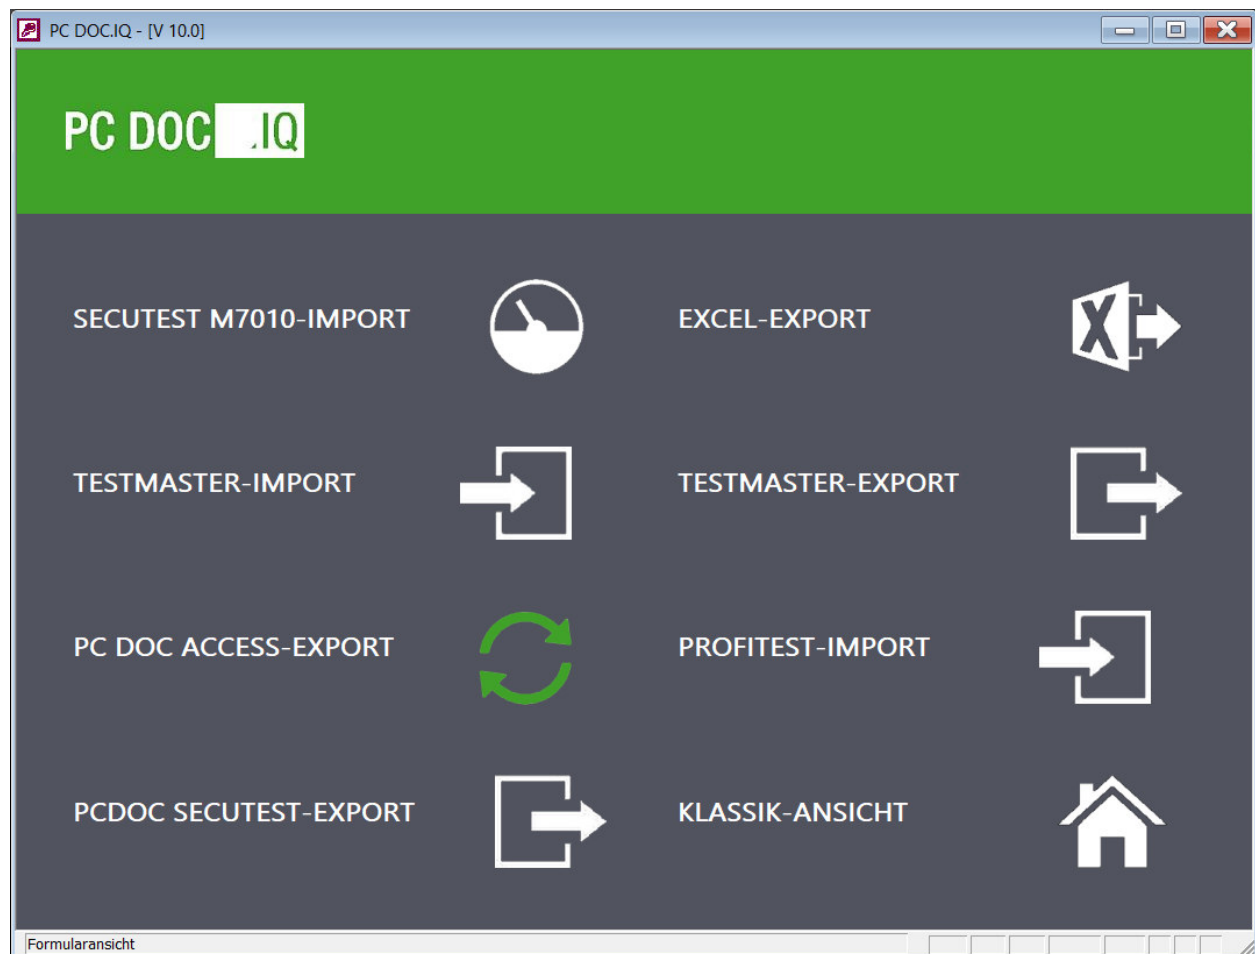 PC DOC.IQ - [V 10.0]
PC DOC .IQ
SECUTEST M7010-IMPORT
EXCEL-EXPORT
TESTMASTER-IMPORT
TESTMASTER-EXPORT
PC DOC ACCESS-EXPORT
PROFITEST-IMPORT
PCDOC SECUTEST-EXPORT
KLASSIK-ANSICHT
Formularansicht